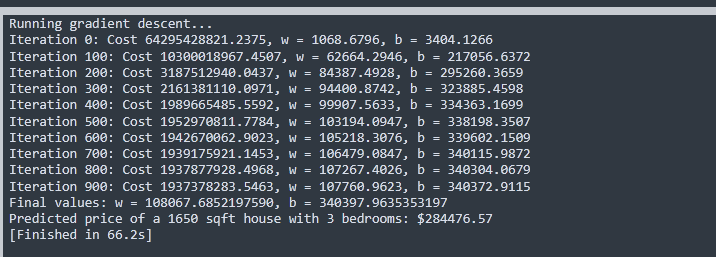 Running gradient descent...
Iteration 0: Cost 64295428821.2375, w = 1068.6796, b = 3404.1266
Iteration 100: Cost 10300018967.4507, w = 62664.2946, b = 217056.6372
Iteration 200: Cost 3187512940.0437, w = 84387.4928, b = 295260.3659
Iteration 300: Cost 2161381110.0971, w = 94400.8742, b = 323885.4598
Iteration 400: Cost 1989665485.5592, w = 99907.5633, b = 334363.1699
Iteration 500: Cost 1952970811.7784, w = 103194.0947, b = 338198.3507
Iteration 600: Cost 1942670062.9023, w = 105218.3076, b = 339602.1509
Iteration 700: Cost 1939175921.1453, w = 106479.0847, b = 340115.9872
Iteration 800: Cost 1937877928.4968, w = 107267.4026, b = 340304.0679
Iteration 900: Cost 1937378283.5463, w = 107760.9623, b = 340372.9115
Final values: w = 108067.6852197590, b = 340397.9635353197
Predicted price of a 1650 sqft house with 3 bedrooms: $284476.57
[Finished in 66.2s]